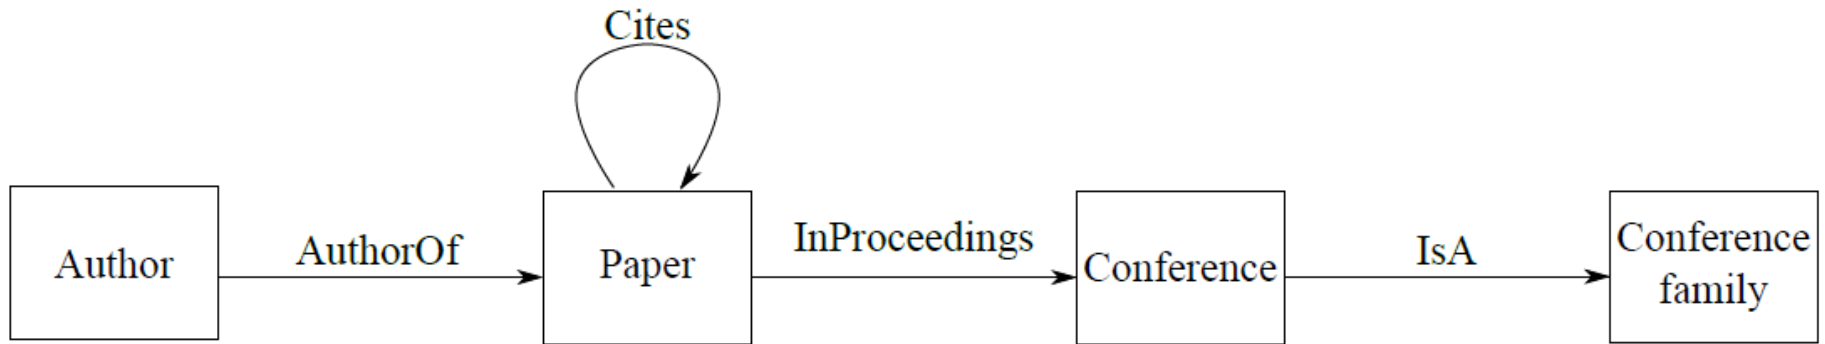 Cites
Author
AuthorOf
Paper
InProceedings
Conference
IsA
Conference
family